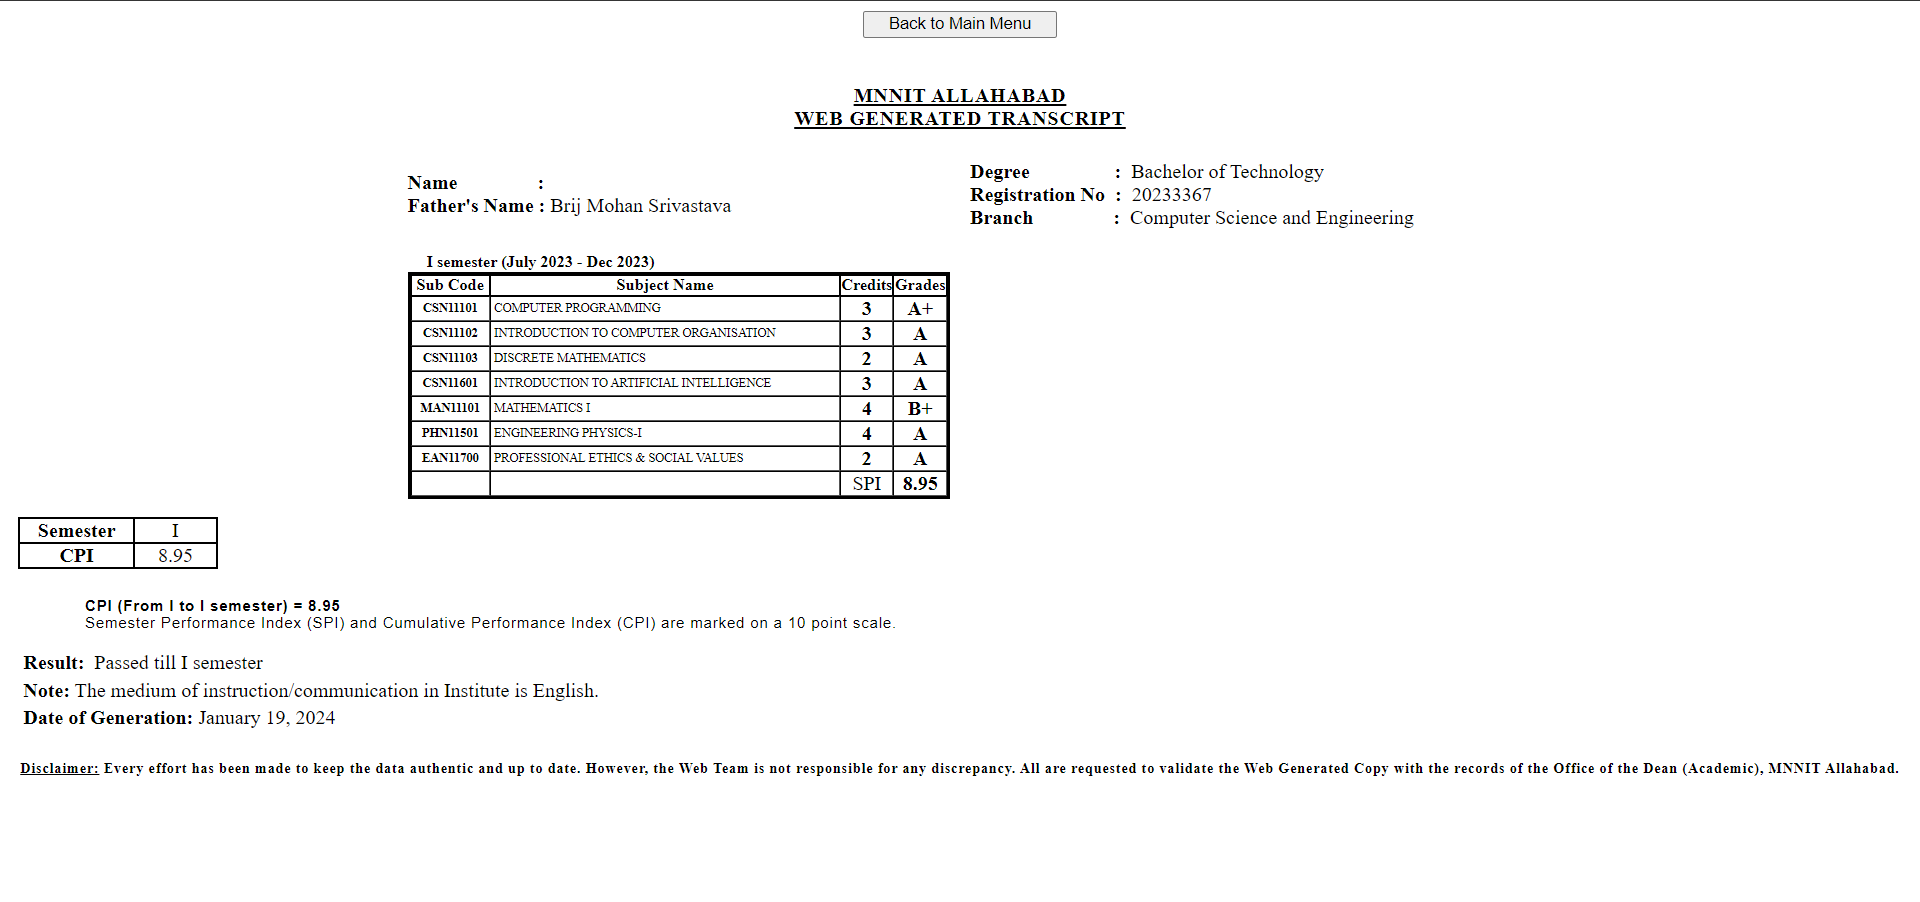 Back to Main Menu
MNNIT ALLAHABAD
WEB GENERATED TRANSCRIPT
Name :
Father's Name : Brij Mohan Srivastava
Degree : Bachelor of Technology
Registration No : 20233367
Branch : Computer Science and Engineering
I semester (July 2023 - Dec 2023)
Sub Code Subject Name Credits Grades
CSN11101 COMPUTER PROGRAMMING 3 A+
CSN11102 INTRODUCTION TO COMPUTER ORGANISATION 3 A
CSN11103 DISCRETE MATHEMATICS 2 A
CSN11601 INTRODUCTION TO ARTIFICIAL INTELLIGENCE 3 A
MAN11101 MATHEMATICS I 4 B+
PHN11501 ENGINEERING PHYSICS-I 4 A
EAN11700 PROFESSIONAL ETHICS & SOCIAL VALUES 2 A
SPI 8.95
Semester I
CPI 8.95
CPI (From I to I semester) = 8.95
Semester Performance Index (SPI) and Cumulative Performance Index (CPI) are marked on a 10 point scale.
Result: Passed till I semester
Note: The medium of instruction/communication in Institute is English.
Date of Generation: January 19, 2024
Disclaimer: Every effort has been made to keep the data authentic and up to date. However, the Web Team is not responsible for any discrepancy. All are requested to validate the Web Generated Copy with the records of the Office of the Dean (Academic), MNNIT Allahabad.